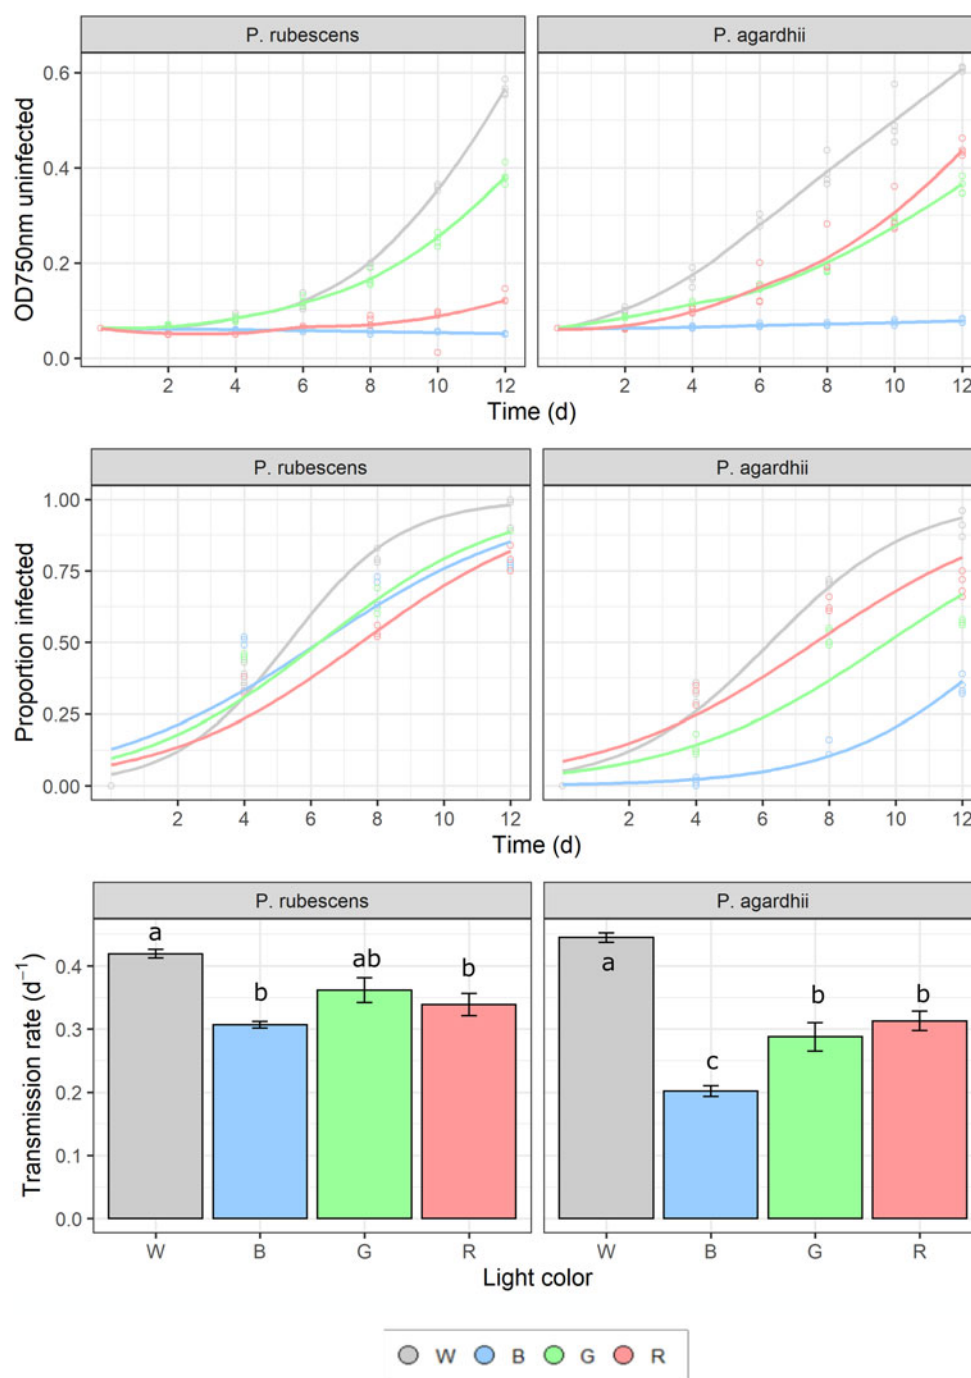 P. rubescens P. agardhii
OD750nm uninfected
0.6
0.4
0.2
0.0
2 4 6 8 10 12 2 4 6 8 10 12
Time (d)
P. rubescens P. agardhii
Proportion infected
1.00
0.75
0.50
0.25
0.00
2 4 6 8 10 12 2 4 6 8 10 12
Time (d)
P. rubescens P. agardhii
Transmission rate (d⁻¹)
0.4
0.3
0.2
0.1
0.0
a b ab b a c b b
W B G R W B G R
Light color
W B G R